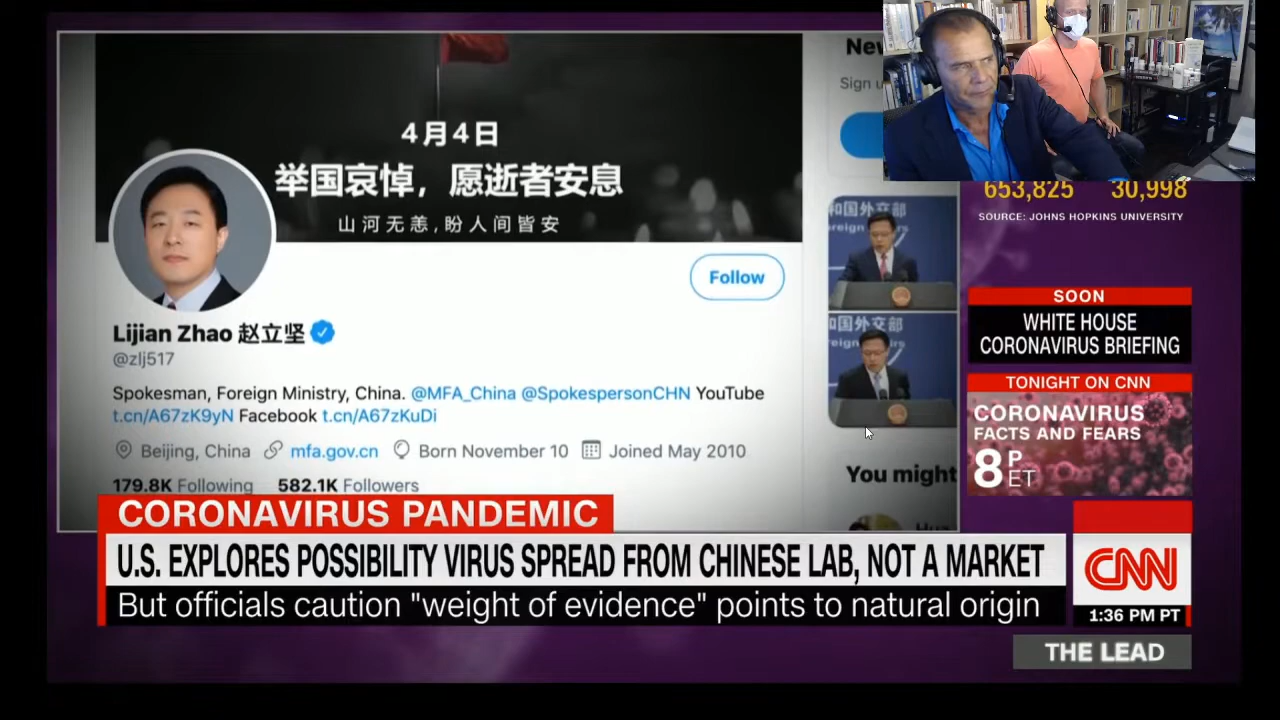 4月4日
举国哀悼，愿逝者安息
山河无恙,盼人间皆安
Follow
Lijian Zhao 赵立坚
@zlj517
Spokesman, Foreign Ministry, China. @MFA_China @SpokespersonCHN YouTube
t.cn/A67zK9yN Facebook t.cn/A67zKuDi
Beijing, China mfa.gov.cn Born November 10 Joined May 2010
179.8K Following 582.1K Followers
Sign
和国外交部
国外交部
You might
653,825 30,998
SOURCE: JOHNS HOPKINS UNIVERSITY
SOON
WHITE HOUSE
CORONAVIRUS BRIEFING
TONIGHT ON CNN
CORONAVIRUS
FACTS AND FEARS
8 P
ET
CORONAVIRUS PANDEMIC
U.S. EXPLORES POSSIBILITY VIRUS SPREAD FROM CHINESE LAB, NOT A MARKET
But officials caution "weight of evidence" points to natural origin
CNN
1:36 PM PT
THE LEAD